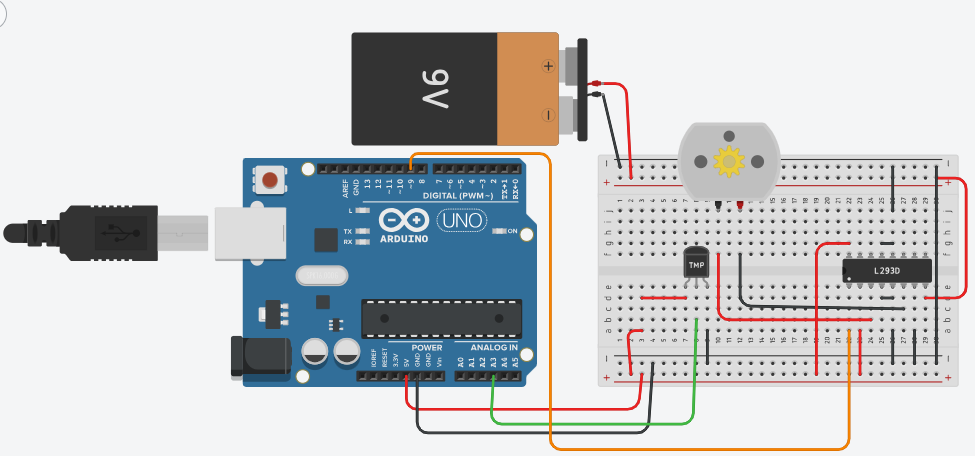 9V
+
−
AREF
GND
13
12
~11
~10
~9
8
7
~6
~5
4
~3
2
TX→1
RX←0
DIGITAL (PWM~)
L
TX
RX
ARDUINO
UNO
ON
POWER
ANALOG IN
IOREF
RESET
3.3V
5V
GND
GND
Vin
A0
A1
A2
A3
A4
A5
TMP
L293D
a b c d e
f g h i j